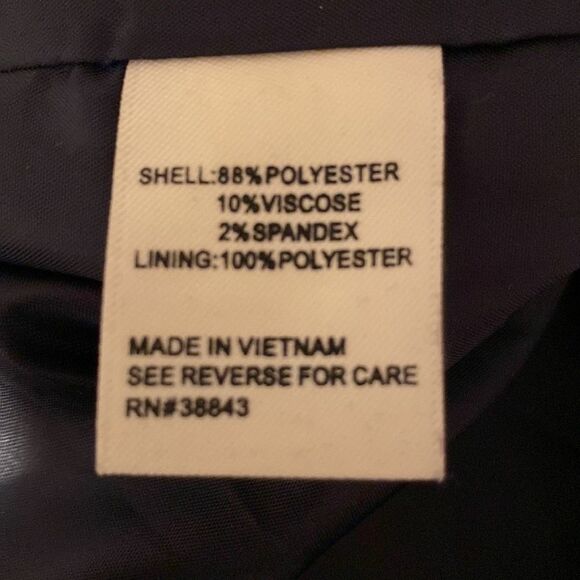 SHELL:88%POLYESTER
10%VISCOSE
2%SPANDEX
LINING:100%POLYESTER
MADE IN VIETNAM
SEE REVERSE FOR CARE
RN#38843